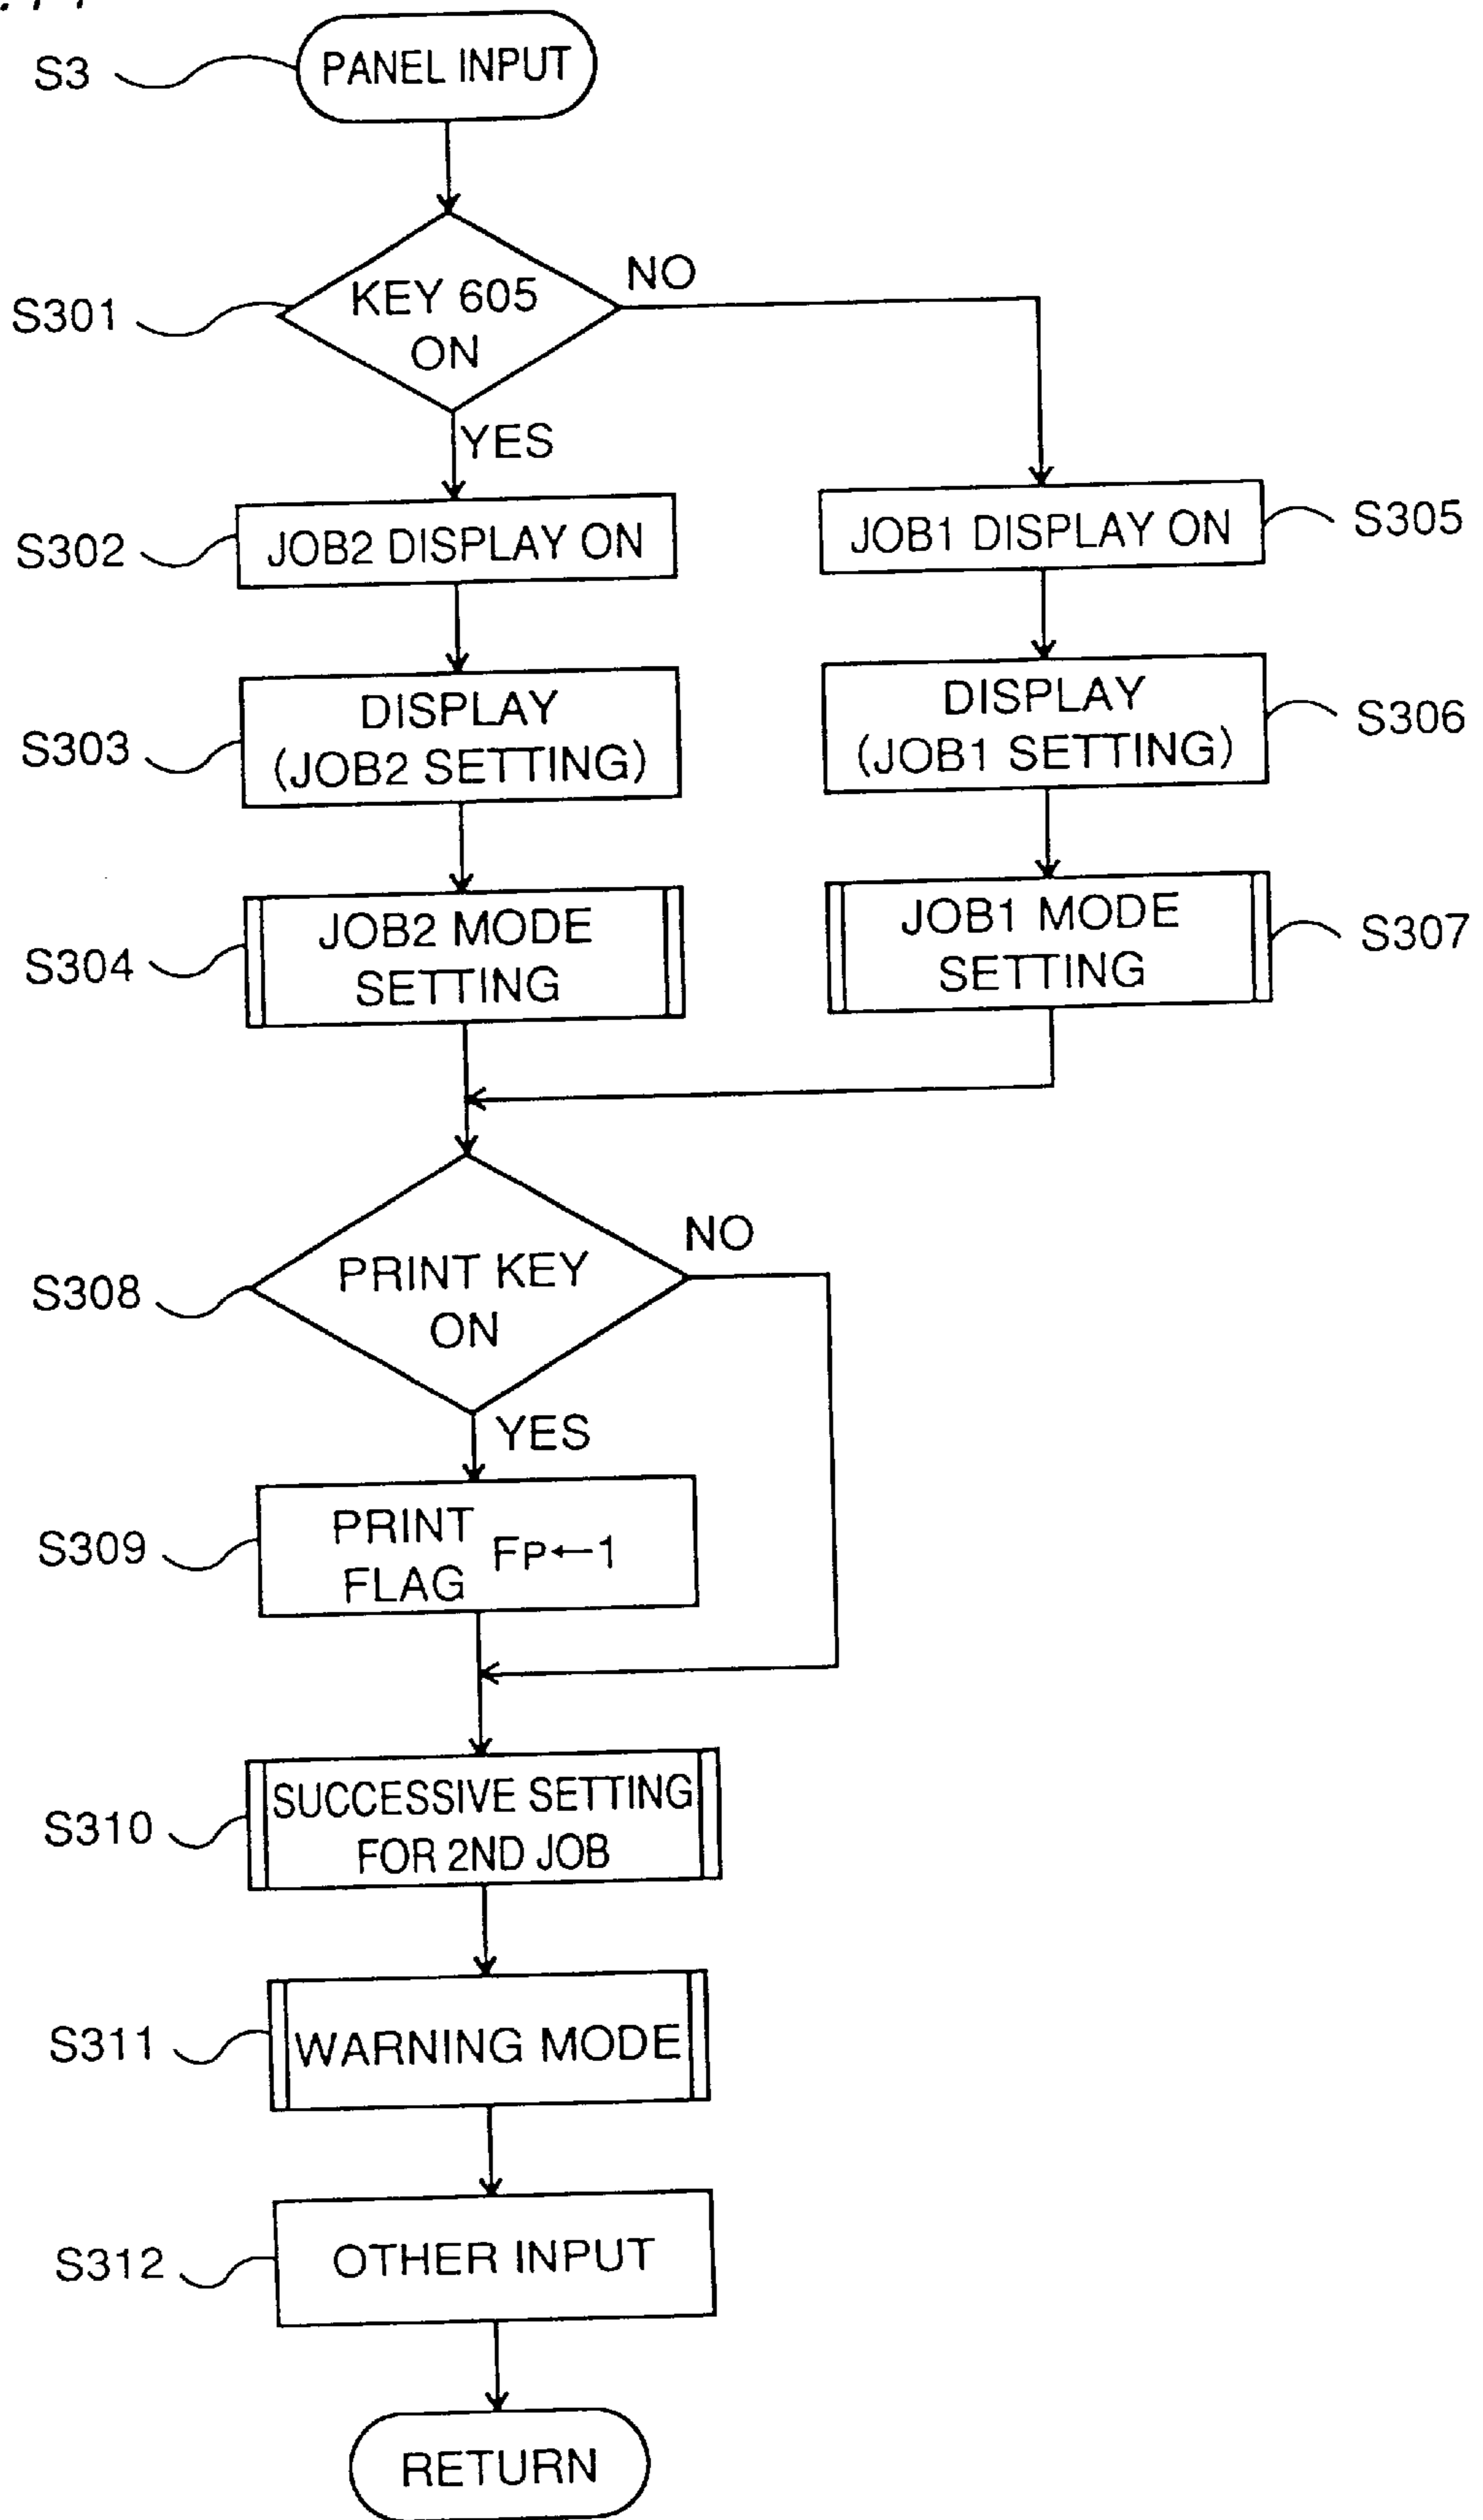 S3
PANEL INPUT
S301
KEY 605
ON
NO
YES
S302
JOB2 DISPLAY ON
JOB1 DISPLAY ON
S305
S303
DISPLAY
(JOB2 SETTING)
DISPLAY
(JOB1 SETTING)
S306
S304
JOB2 MODE
SETTING
JOB1 MODE
SETTING
S307
S308
PRINT KEY
ON
NO
YES
S309
PRINT
FLAG
FP←1
S310
SUCCESSIVE SETTING
FOR 2ND JOB
S311
WARNING MODE
S312
OTHER INPUT
RETURN